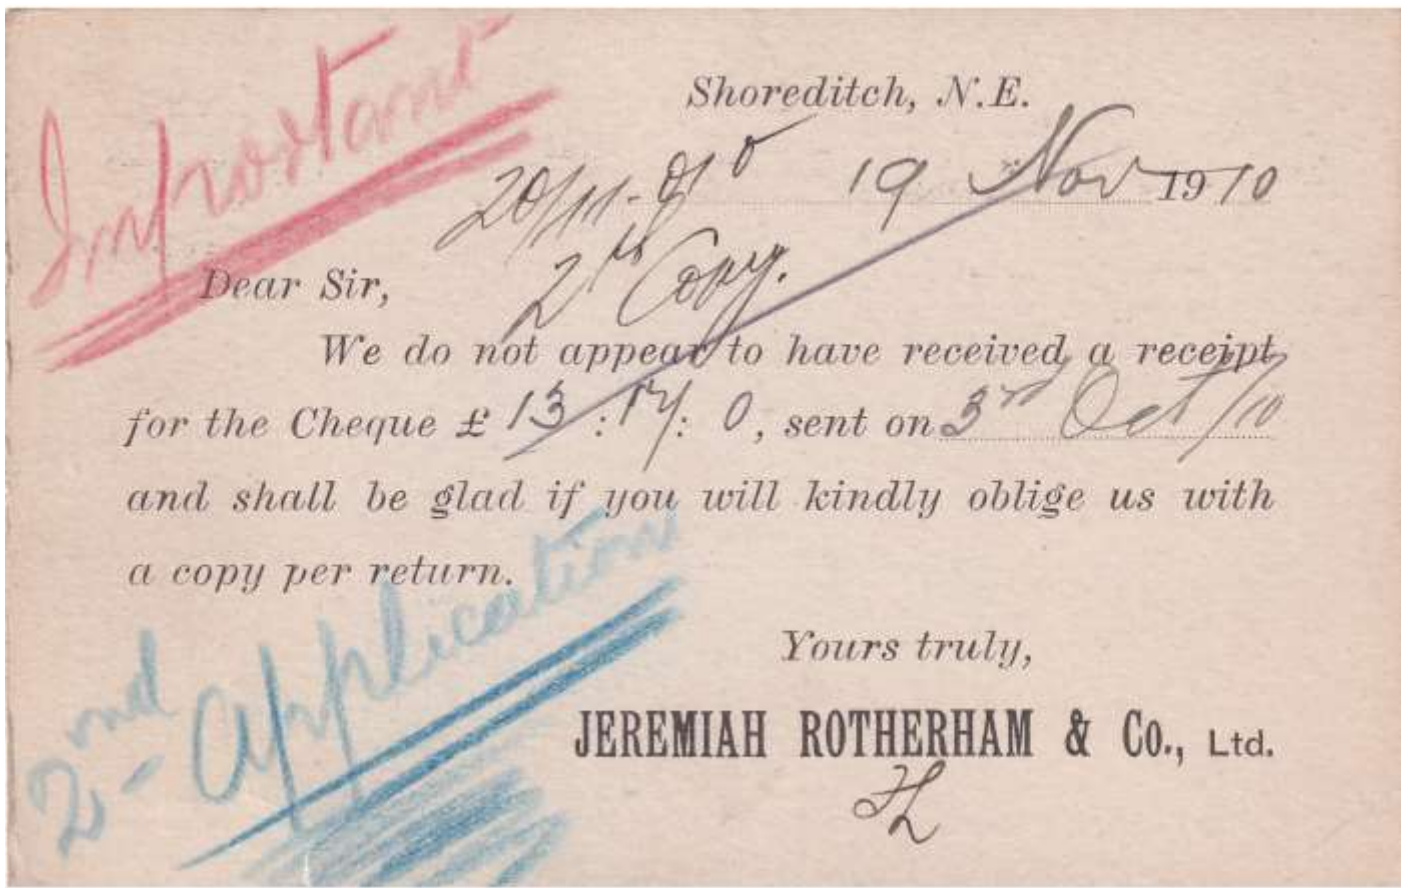 Important
Shoreditch, N.E.
19 Nov 1910
2nd Copy.
Dear Sir,
We do not appear to have received a receipt
for the Cheque £ 13 : 17 : 0, sent on 3rd Oct/10
and shall be glad if you will kindly oblige us with
a copy per return.
2nd Application
Yours truly,
JEREMIAH ROTHERHAM & Co., Ltd.